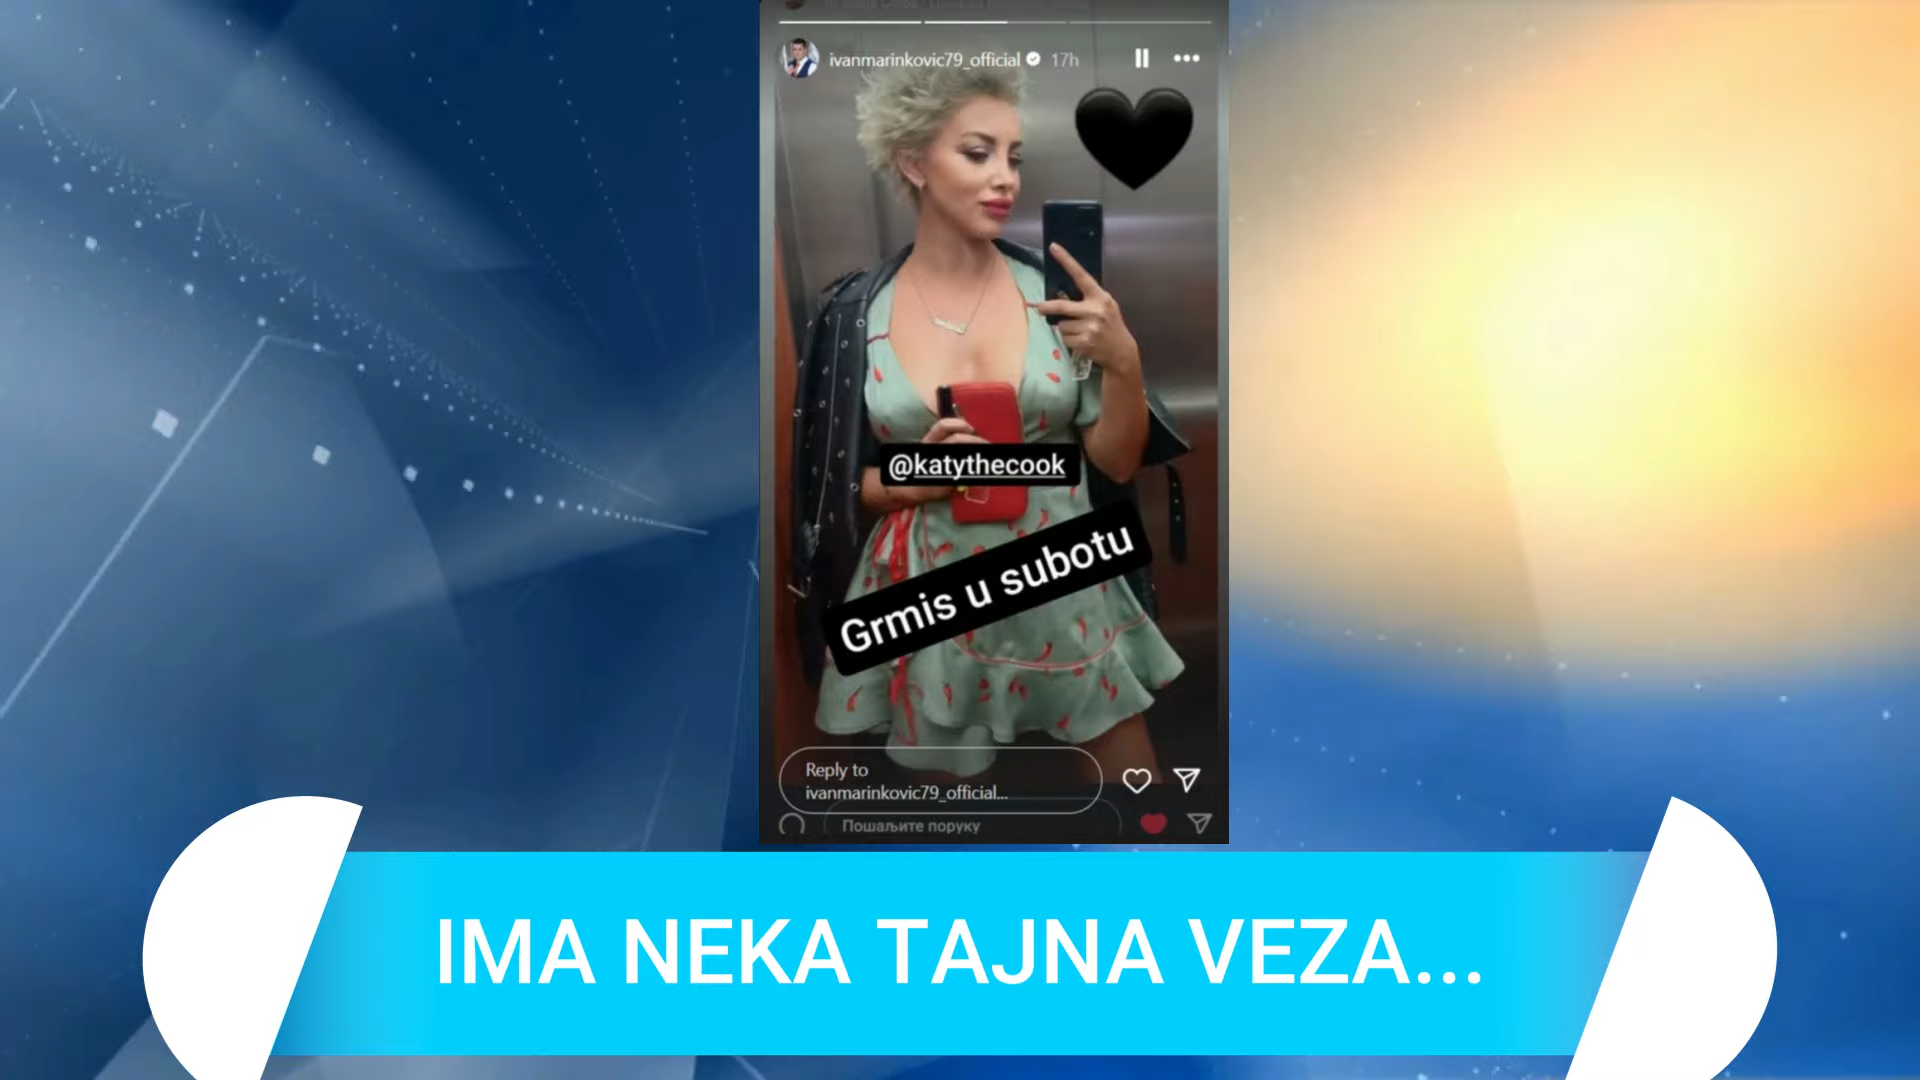 ivanmarinkovic79_official 17h
@katythecook
Grmis u subotu
Reply to
ivanmarinkovic79_official...
Пошаљите поруку
IMA NEKA TAJNA VEZA...